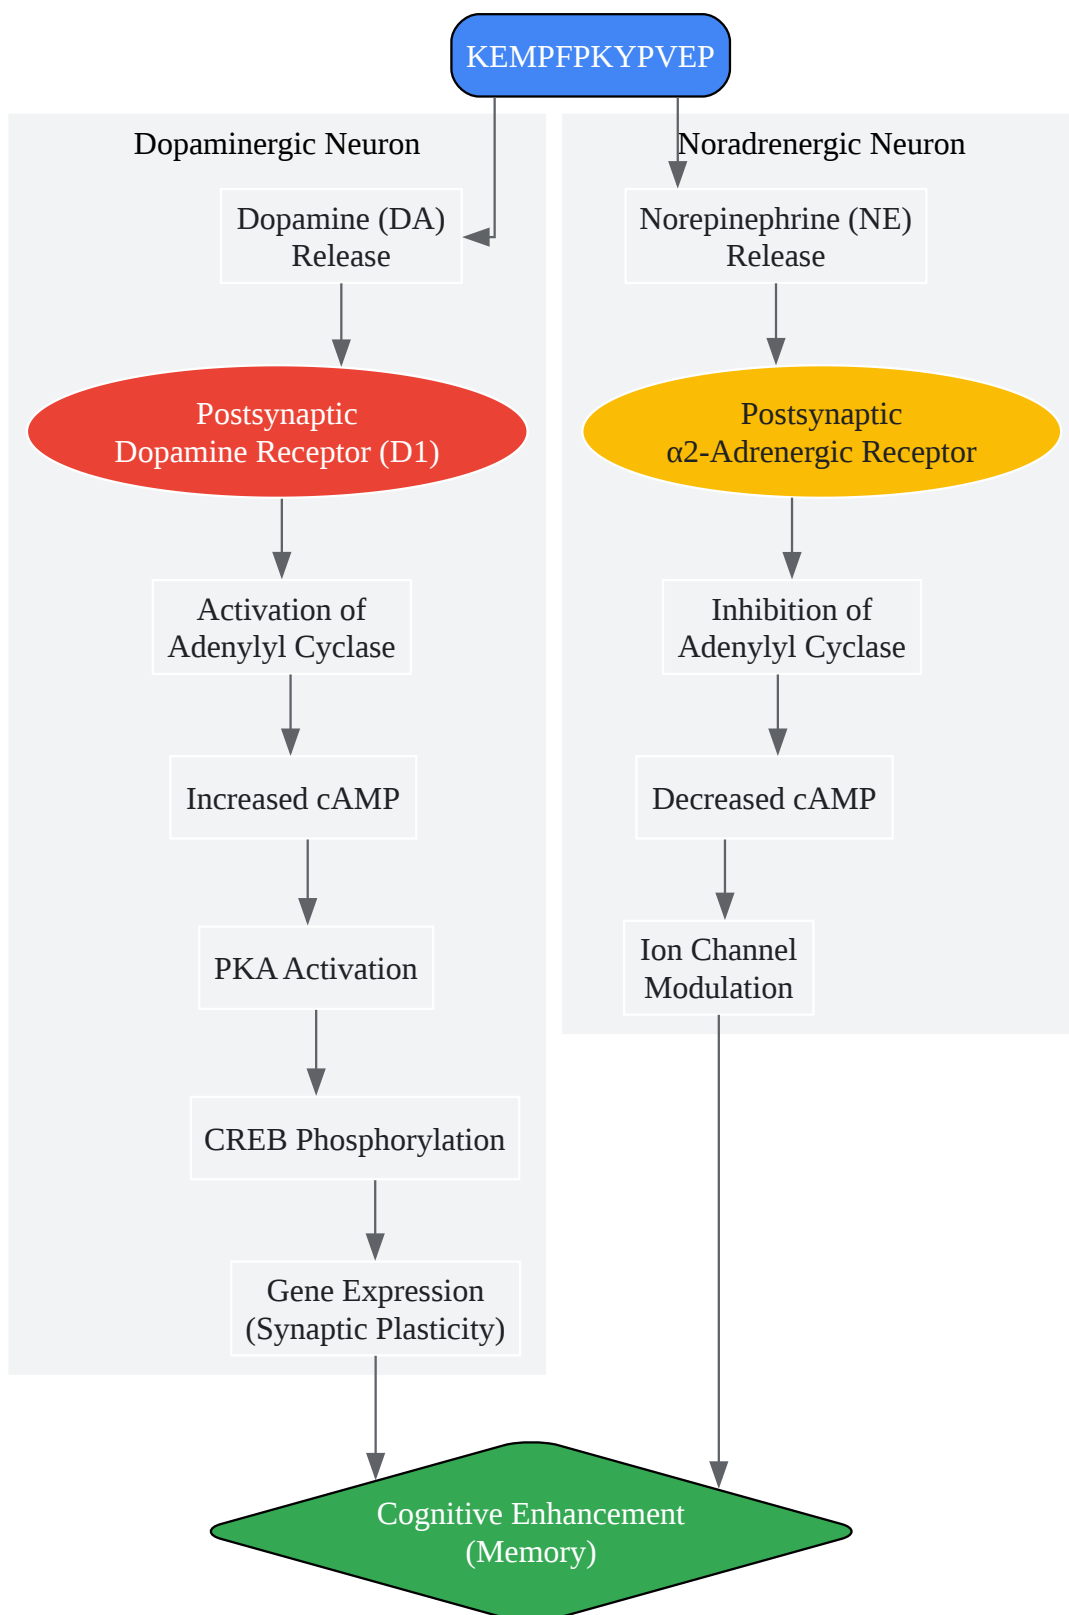 KEMPFPKYPVEP
Dopaminergic Neuron
Dopamine (DA)
Release
Postsynaptic
Dopamine Receptor (D1)
Activation of
Adenylyl Cyclase
Increased cAMP
PKA Activation
CREB Phosphorylation
Gene Expression
(Synaptic Plasticity)
Noradrenergic Neuron
Norepinephrine (NE)
Release
Postsynaptic
α2-Adrenergic Receptor
Inhibition of
Adenylyl Cyclase
Decreased cAMP
Ion Channel
Modulation
Cognitive Enhancement
(Memory)